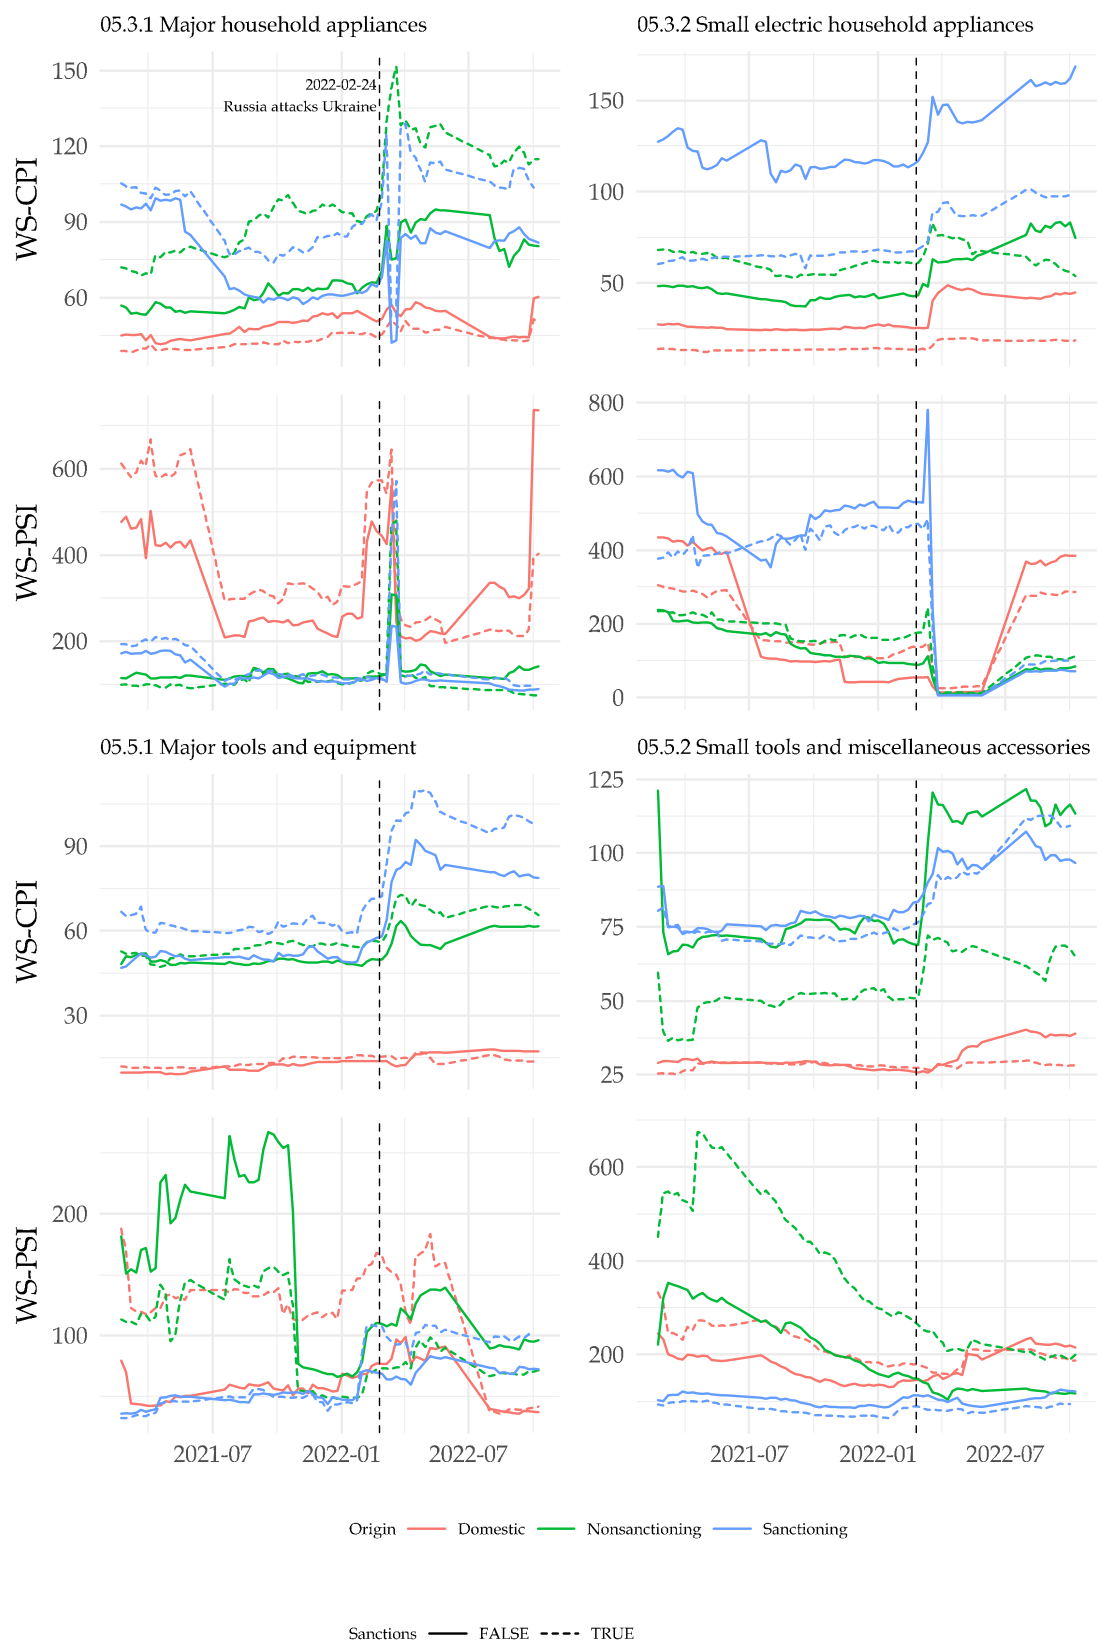 05.3.1 Major household appliances
05.3.2 Small electric household appliances
WS-CPI
150
120
90
60
2022-02-24
Russia attacks Ukraine
150
100
50
WS-PSI
600
400
200
800
600
400
200
0
05.5.1 Major tools and equipment
05.5.2 Small tools and miscellaneous accessories
WS-CPI
90
60
30
125
100
75
50
25
WS-PSI
200
100
600
400
200
2021-07 2022-01 2022-07
2021-07 2022-01 2022-07
Origin Domestic Nonsanctioning Sanctioning
Sanctions FALSE TRUE